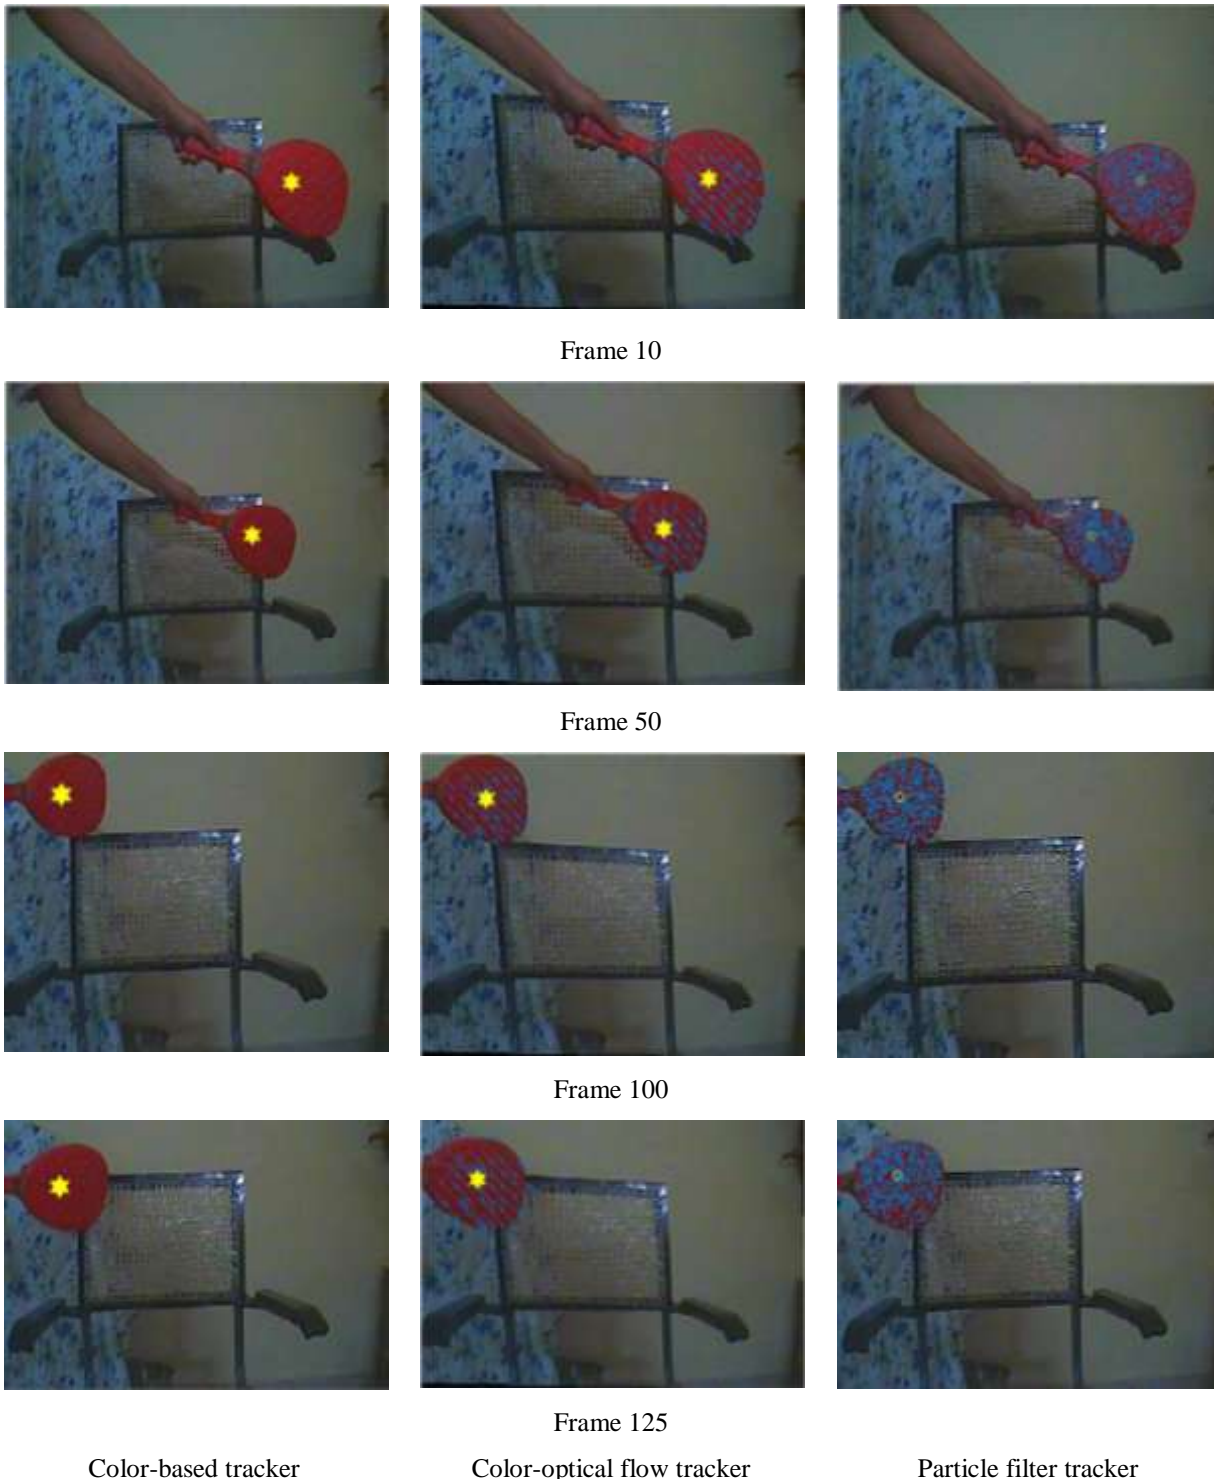 Frame 10
Frame 50
Frame 100
Frame 125
Color-based tracker
Color-optical flow tracker
Particle filter tracker